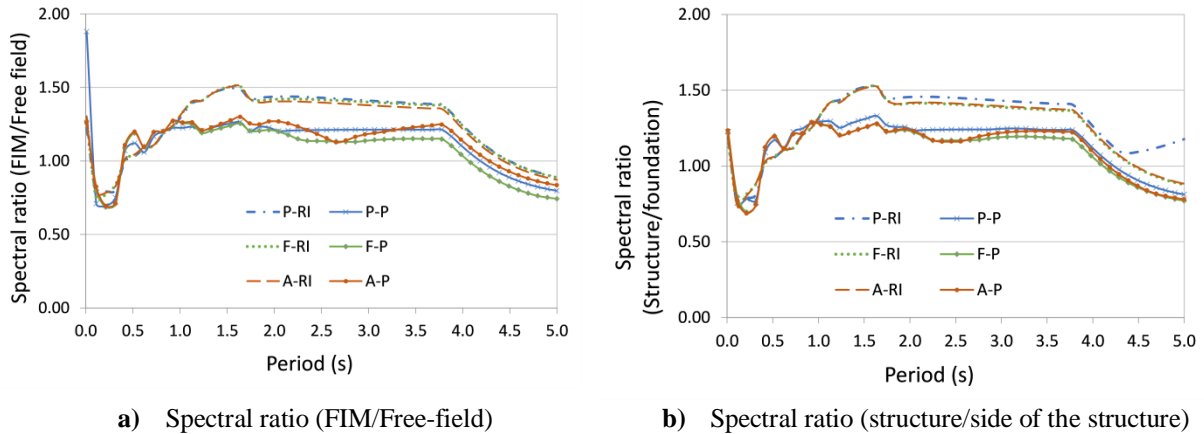 Spectral ratio (FIM/Free field)
2.00
1.50
1.00
0.50
0.00
P-RI
P-P
F-RI
F-P
A-RI
A-P
0.0 0.5 1.0 1.5 2.0 2.5 3.0 3.5 4.0 4.5 5.0
Period (s)
a) Spectral ratio (FIM/Free-field)
Spectral ratio
(Structure/foundation)
2.00
1.50
1.00
0.50
0.00
P-RI
P-P
F-RI
F-P
A-RI
A-P
0.0 0.5 1.0 1.5 2.0 2.5 3.0 3.5 4.0 4.5 5.0
Period (s)
b) Spectral ratio (structure/side of the structure)